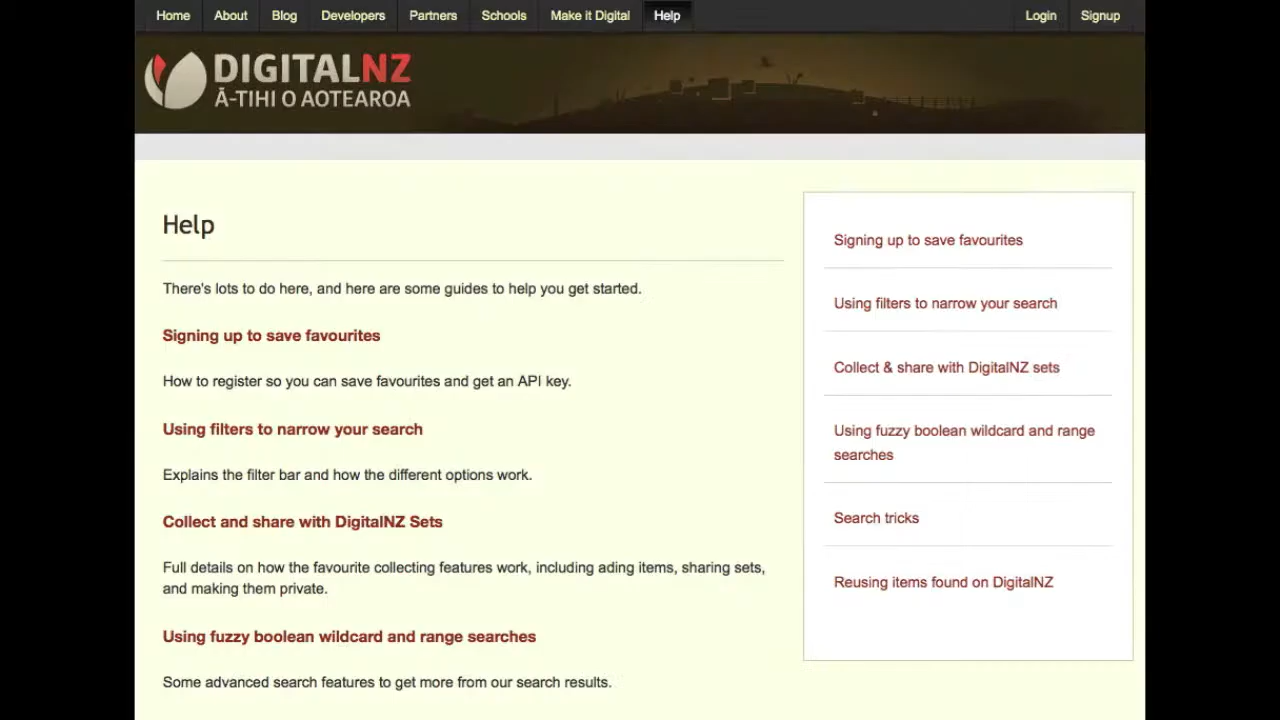 Home About Blog Developers Partners Schools Make it Digital Help Login Signup
DIGITALNZ
Ā-TIHI O AOTEAROA
Help
There's lots to do here, and here are some guides to help you get started.
Signing up to save favourites
How to register so you can save favourites and get an API key.
Using filters to narrow your search
Explains the filter bar and how the different options work.
Collect and share with DigitalNZ Sets
Full details on how the favourite collecting features work, including ading items, sharing sets,
and making them private.
Using fuzzy boolean wildcard and range searches
Some advanced search features to get more from our search results.
Signing up to save favourites
Using filters to narrow your search
Collect & share with DigitalNZ sets
Using fuzzy boolean wildcard and range
searches
Search tricks
Reusing items found on DigitalNZ